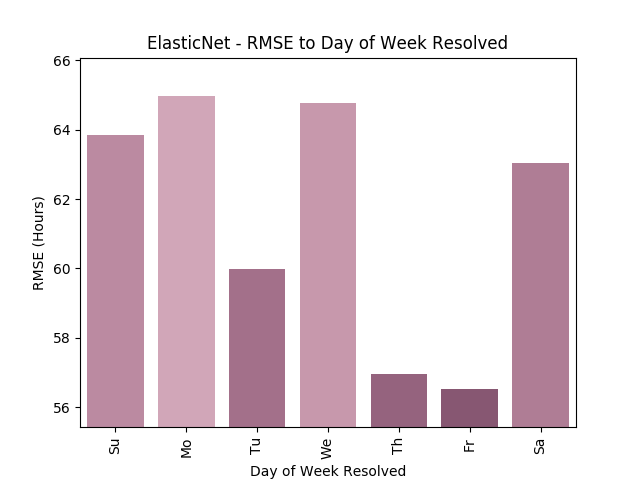 ElasticNet - RMSE to Day of Week Resolved
66
64
62
60
58
56
RMSE (Hours)
Su
Mo
Tu
We
Th
Fr
Sa
Day of Week Resolved